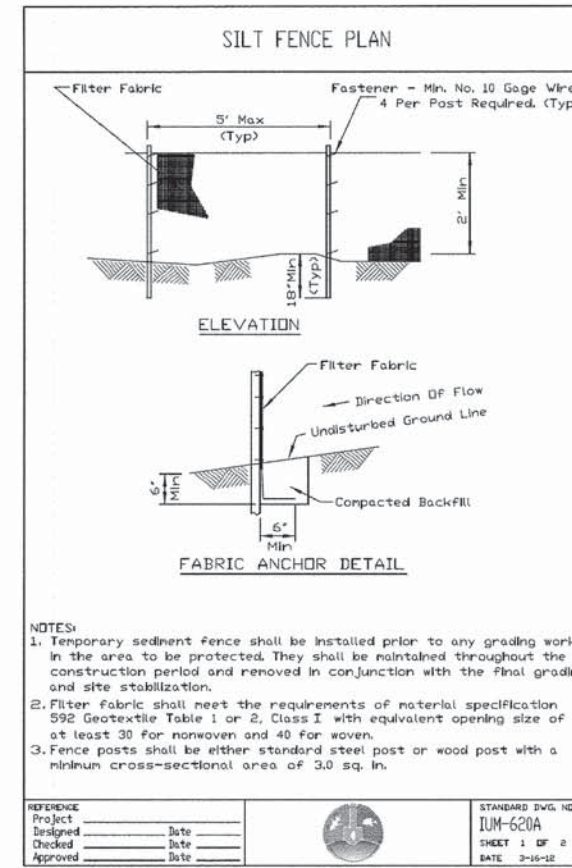 SILT FENCE PLAN
Filter Fabric
Fastener - Min. No. 10 Gage Wire
4 Per Post Required. (Typ
5' Max
(Typ)
2' Min
18"Min
(Typ)
ELEVATION
Filter Fabric
Direction Of Flow
Undisturbed Ground Line
6"
Min
Compacted Backfill
6"
Min
FABRIC ANCHOR DETAIL
NOTES:
1. Temporary sediment fence shall be installed prior to any grading work
in the area to be protected. They shall be maintained throughout the
construction period and removed in conjunction with the final gradin
and site stabilization.
2. Filter fabric shall meet the requirements of material specification
592 Geotextile Table 1 or 2, Class I with equivalent opening size of
at least 30 for nonwoven and 40 for woven.
3. Fence posts shall be either standard steel post or wood post with a
minimum cross-sectional area of 3.0 sq. in.
REFERENCE
Project
Designed Date
Checked Date
Approved Date
STANDARD DWG. NO
IUM-620A
SHEET 1 OF 2
DATE 3-16-12